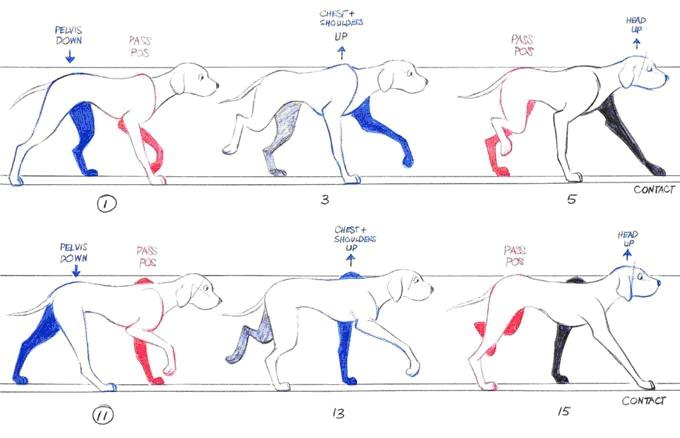 PELVIS
DOWN
PASS
POS
CHEST +
SHOULDERS
UP
PASS
POS
HEAD
UP
CONTACT
1
3
5
PELVIS
DOWN
PASS
POS
CHEST +
SHOULDERS
UP
PASS
POS
HEAD
UP
CONTACT
11
13
15